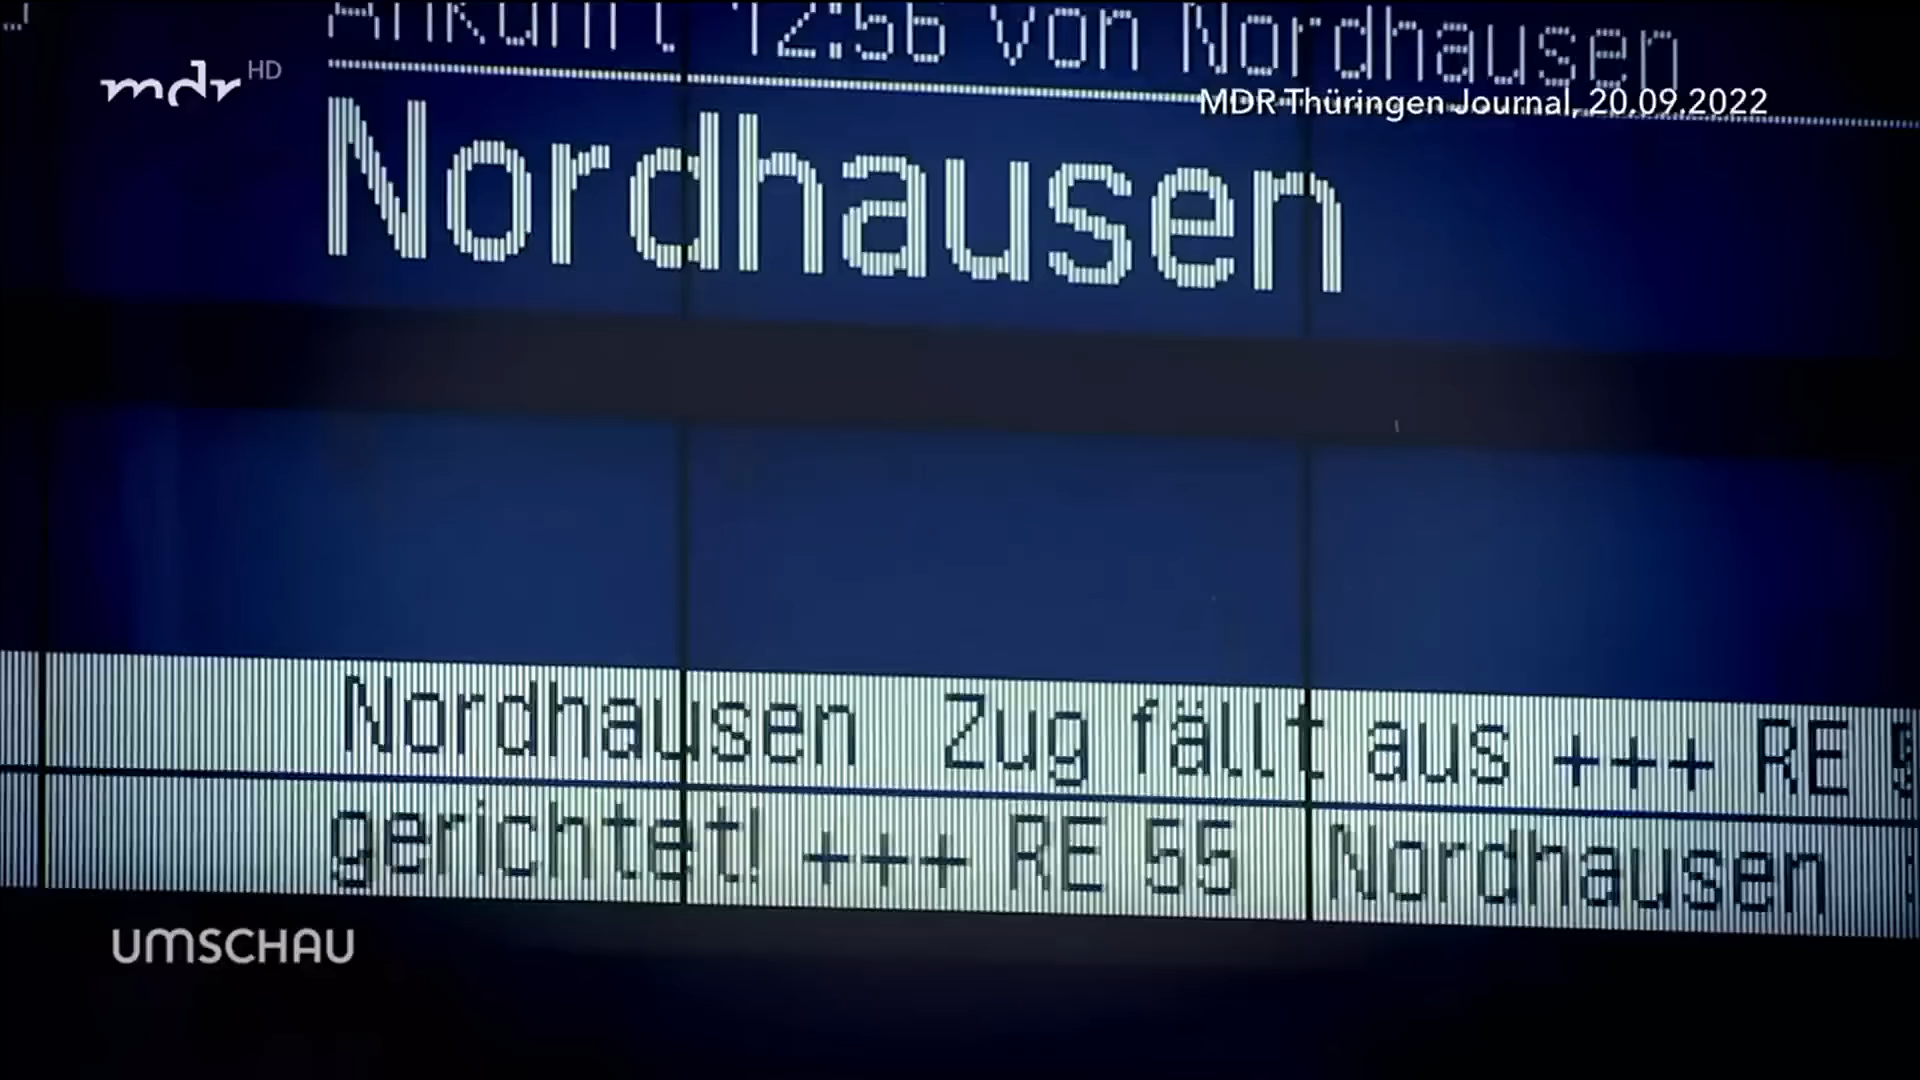 Ankunft 12:56 von Nordhausen
mdr HD
MDR Thüringen Journal, 20.09.2022
Nordhausen
Nordhausen Zug fällt aus +++ RE
gerichtet! +++ RE 55 Nordhausen
UMSCHAU